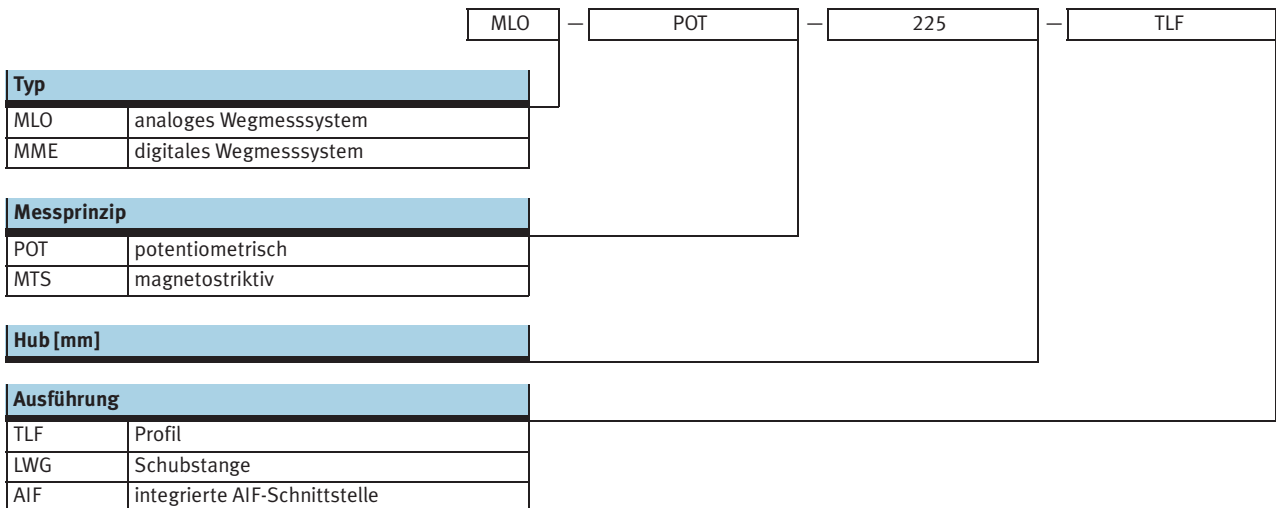 MLO — POT — 225 — TLF
Typ
MLO analoges Wegmesssystem
MME digitales Wegmesssystem
Messprinzip
POT potentiometrisch
MTS magnetostriktiv
Hub [mm]
Ausführung
TLF Profil
LWG Schubstange
AIF integrierte AIF-Schnittstelle